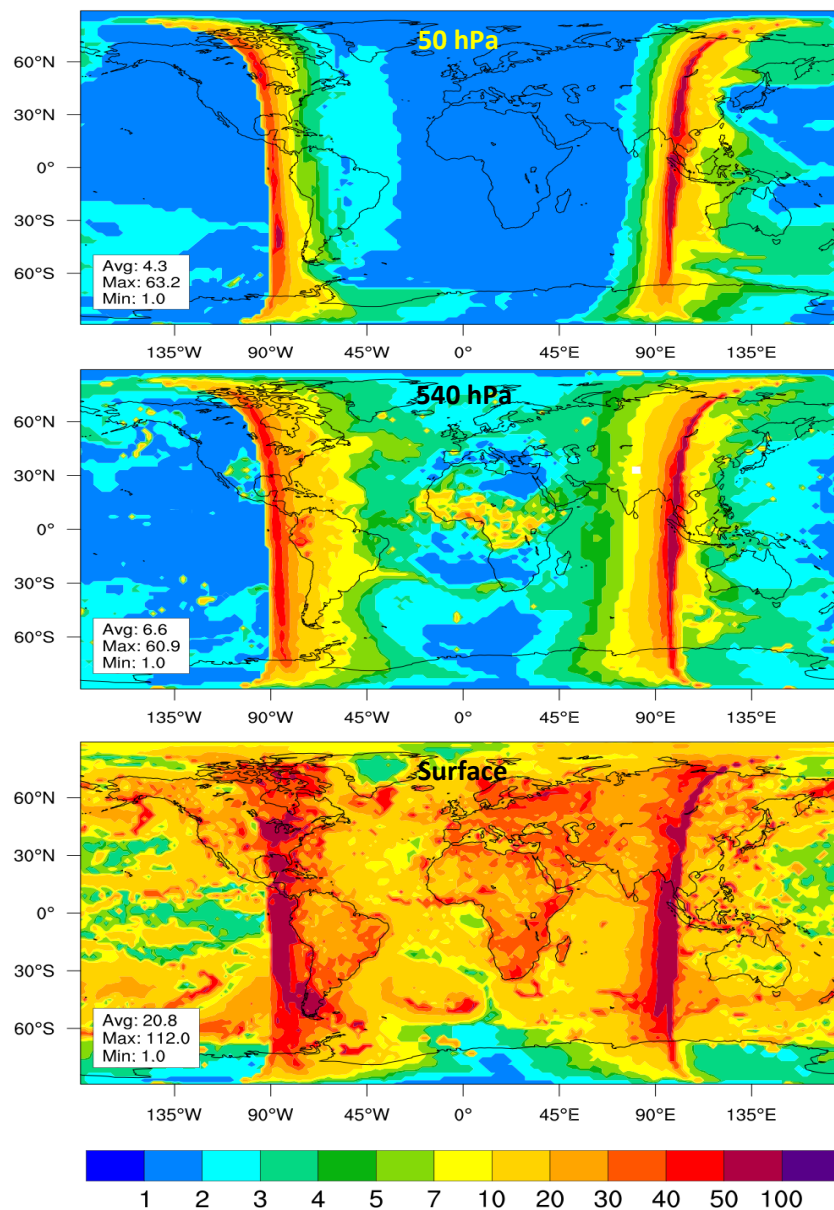 50 hPa
60°N
30°N
0°
30°S
60°S
Avg: 4.3
Max: 63.2
Min: 1.0
135°W 90°W 45°W 0° 45°E 90°E 135°E
540 hPa
60°N
30°N
0°
30°S
60°S
Avg: 6.6
Max: 60.9
Min: 1.0
135°W 90°W 45°W 0° 45°E 90°E 135°E
Surface
60°N
30°N
0°
30°S
60°S
Avg: 20.8
Max: 112.0
Min: 1.0
135°W 90°W 45°W 0° 45°E 90°E 135°E
1 2 3 4 5 7 10 20 30 40 50 100